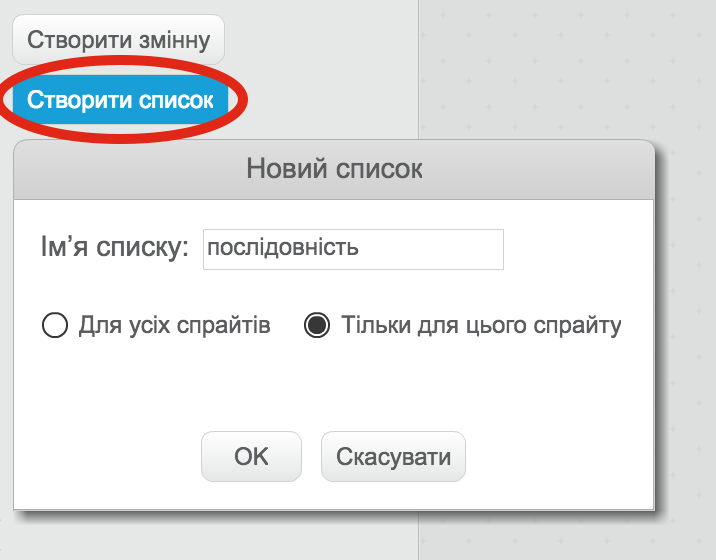 Створити змінну
Створити список
Новий список
Ім’я списку: послідовність
Для усіх спрайтів Тільки для цього спрайту
OK Скасувати